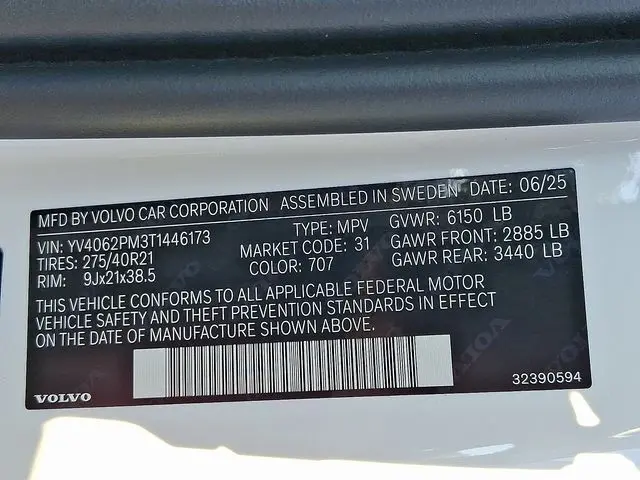 MFD BY VOLVO CAR CORPORATION ASSEMBLED IN SWEDEN DATE: 06/25
VIN: YV4062PM3T1446173 TYPE: MPV GVWR: 6150 LB
TIRES: 275/40R21 MARKET CODE: 31 GAWR FRONT: 2885 LB
RIM: 9Jx21x38.5 COLOR: 707 GAWR REAR: 3440 LB
THIS VEHICLE CONFORMS TO ALL APPLICABLE FEDERAL MOTOR
VEHICLE SAFETY AND THEFT PREVENTION STANDARDS IN EFFECT
ON THE DATE OF MANUFACTURE SHOWN ABOVE.
VOLVO 32390594